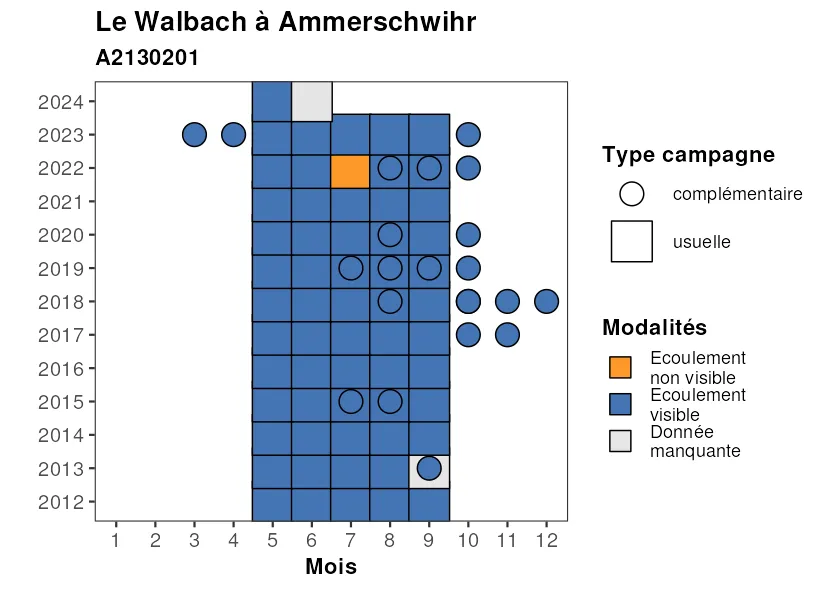 Le Walbach à Ammerschwihr
A2130201
2024
2023
2022
2021
2020
2019
2018
2017
2016
2015
2014
2013
2012
1 2 3 4 5 6 7 8 9 10 11 12
Mois
Type campagne
complémentaire
usuelle
Modalités
Ecoulement
non visible
Ecoulement
visible
Donnée
manquante